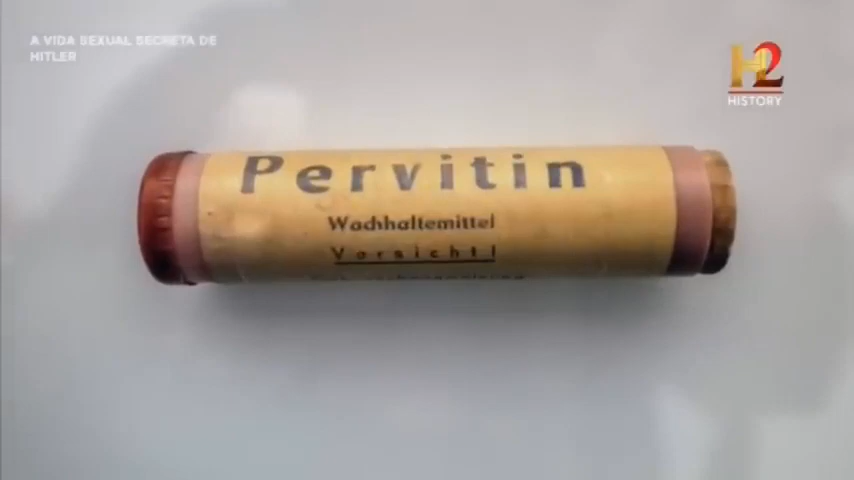 A VIDA SEXUAL SECRETA DE
HITLER
H2
HISTORY
Pervitin
Wachhaltemittel
Vorsicht!